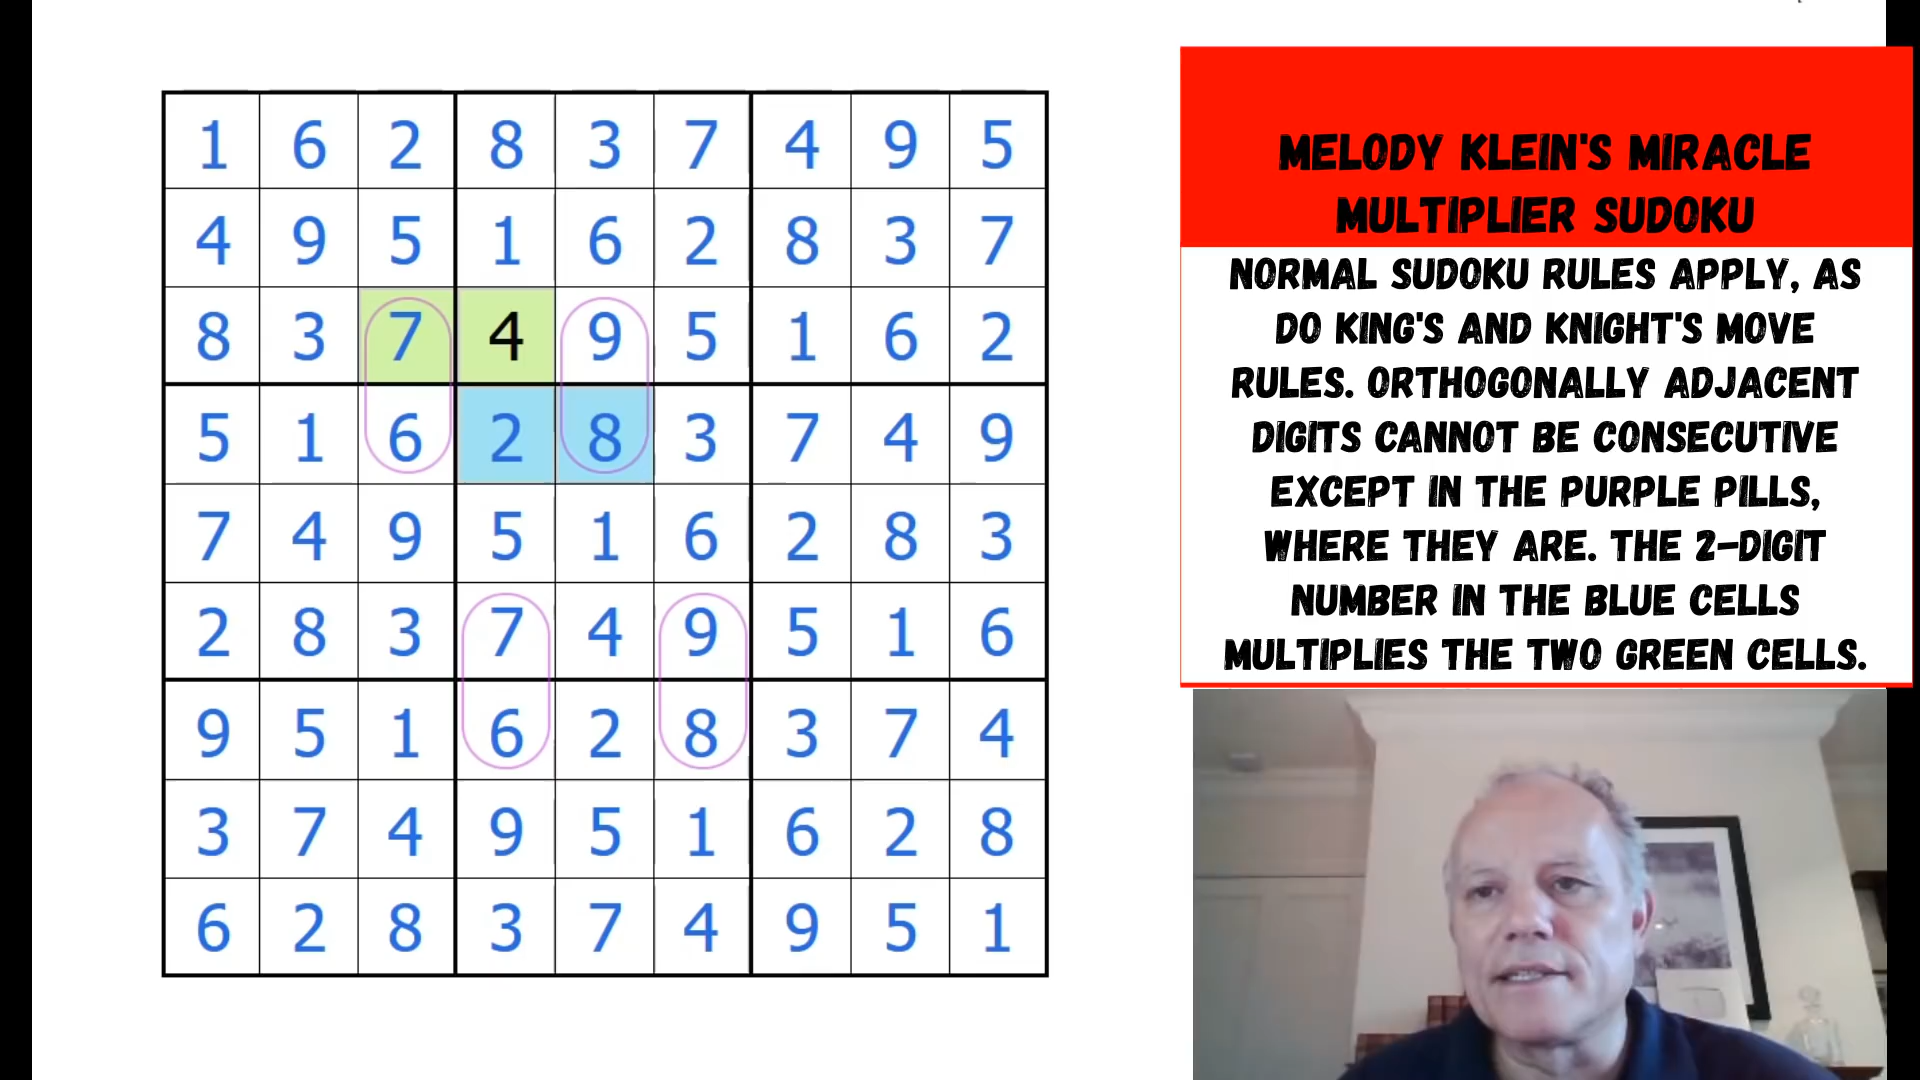 1 6 2 8 3 7 4 9 5
4 9 5 1 6 2 8 3 7
8 3 7 4 9 5 1 6 2
5 1 6 2 8 3 7 4 9
7 4 9 5 1 6 2 8 3
2 8 3 7 4 9 5 1 6
9 5 1 6 2 8 3 7 4
3 7 4 9 5 1 6 2 8
6 2 8 3 7 4 9 5 1
MELODY KLEIN'S MIRACLE
MULTIPLIER SUDOKU
NORMAL SUDOKU RULES APPLY, AS
DO KING'S AND KNIGHT'S MOVE
RULES. ORTHOGONALLY ADJACENT
DIGITS CANNOT BE CONSECUTIVE
EXCEPT IN THE PURPLE PILLS,
WHERE THEY ARE. THE 2-DIGIT
NUMBER IN THE BLUE CELLS
MULTIPLIES THE TWO GREEN CELLS.